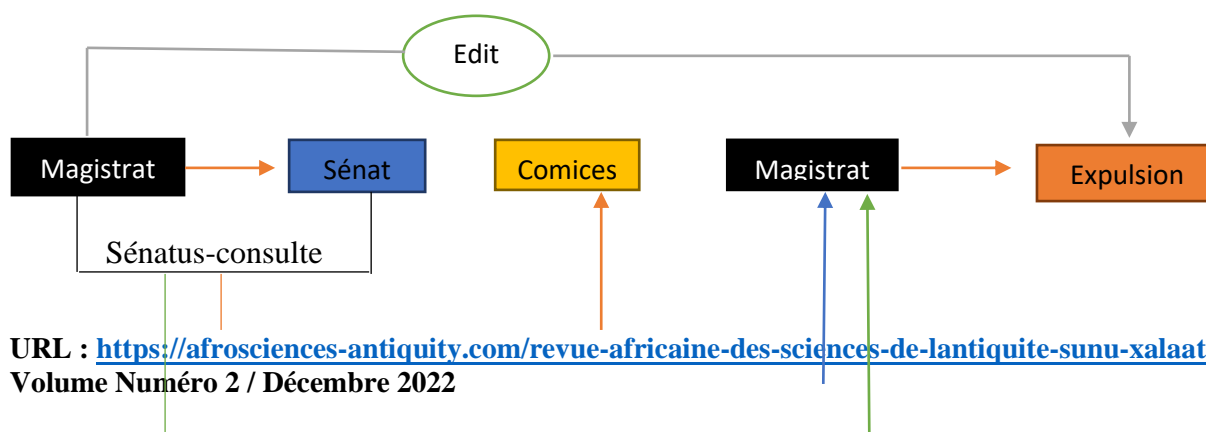 Edit
Magistrat Sénat Comices Magistrat Expulsion
Sénatus-consulte
URL : https://afrosciences-antiquity.com/revue-africaine-des-sciences-de-lantiquite-sunu-xalaat
Volume Numéro 2 / Décembre 2022